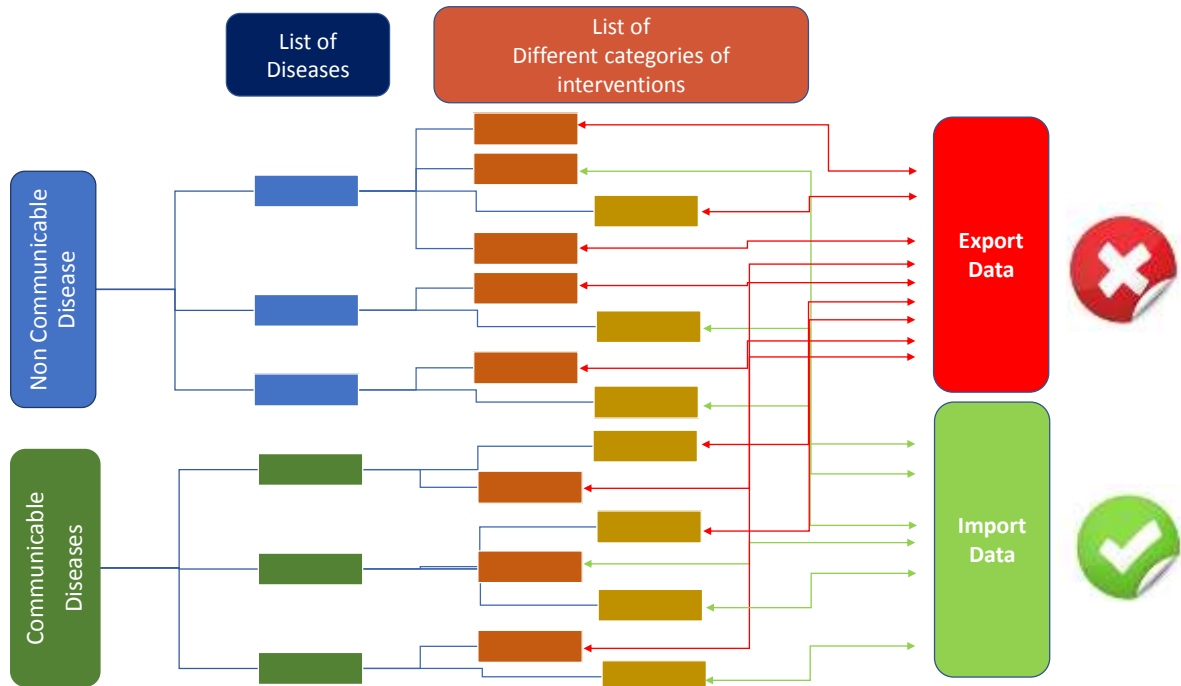 List of
Diseases
List of
Different categories of
interventions
Non Communicable
Disease
Export
Data
Communicable
Diseases
Import
Data